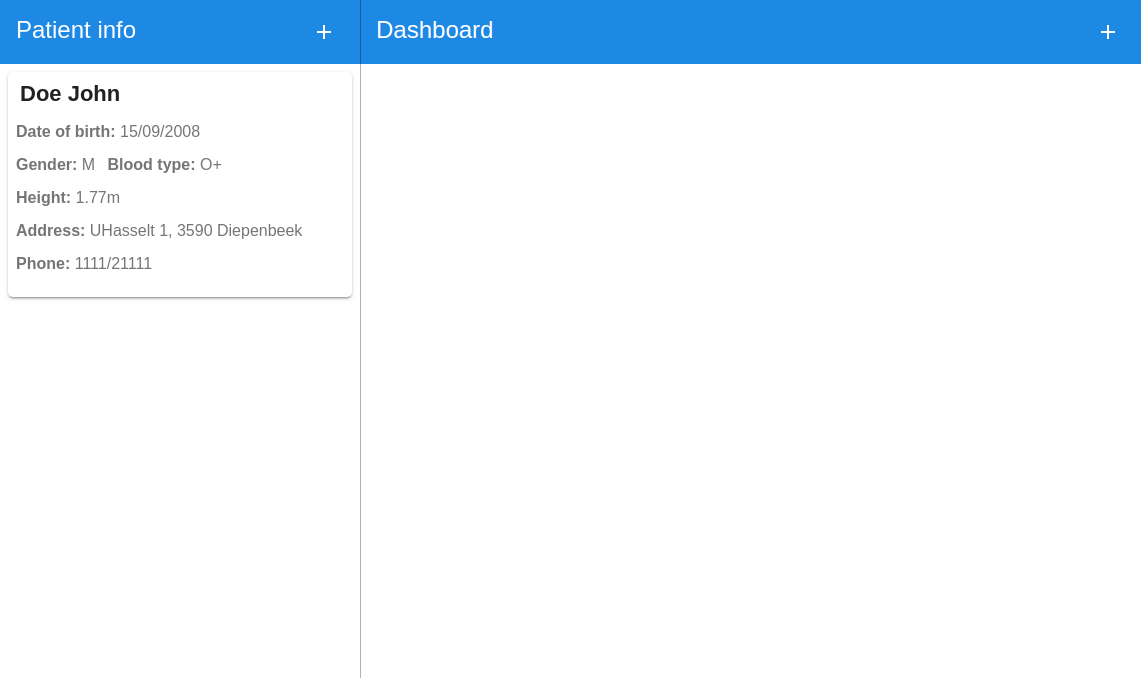 Patient info +
Dashboard +
Doe John
Date of birth: 15/09/2008
Gender: M Blood type: O+
Height: 1.77m
Address: UHasselt 1, 3590 Diepenbeek
Phone: 1111/21111